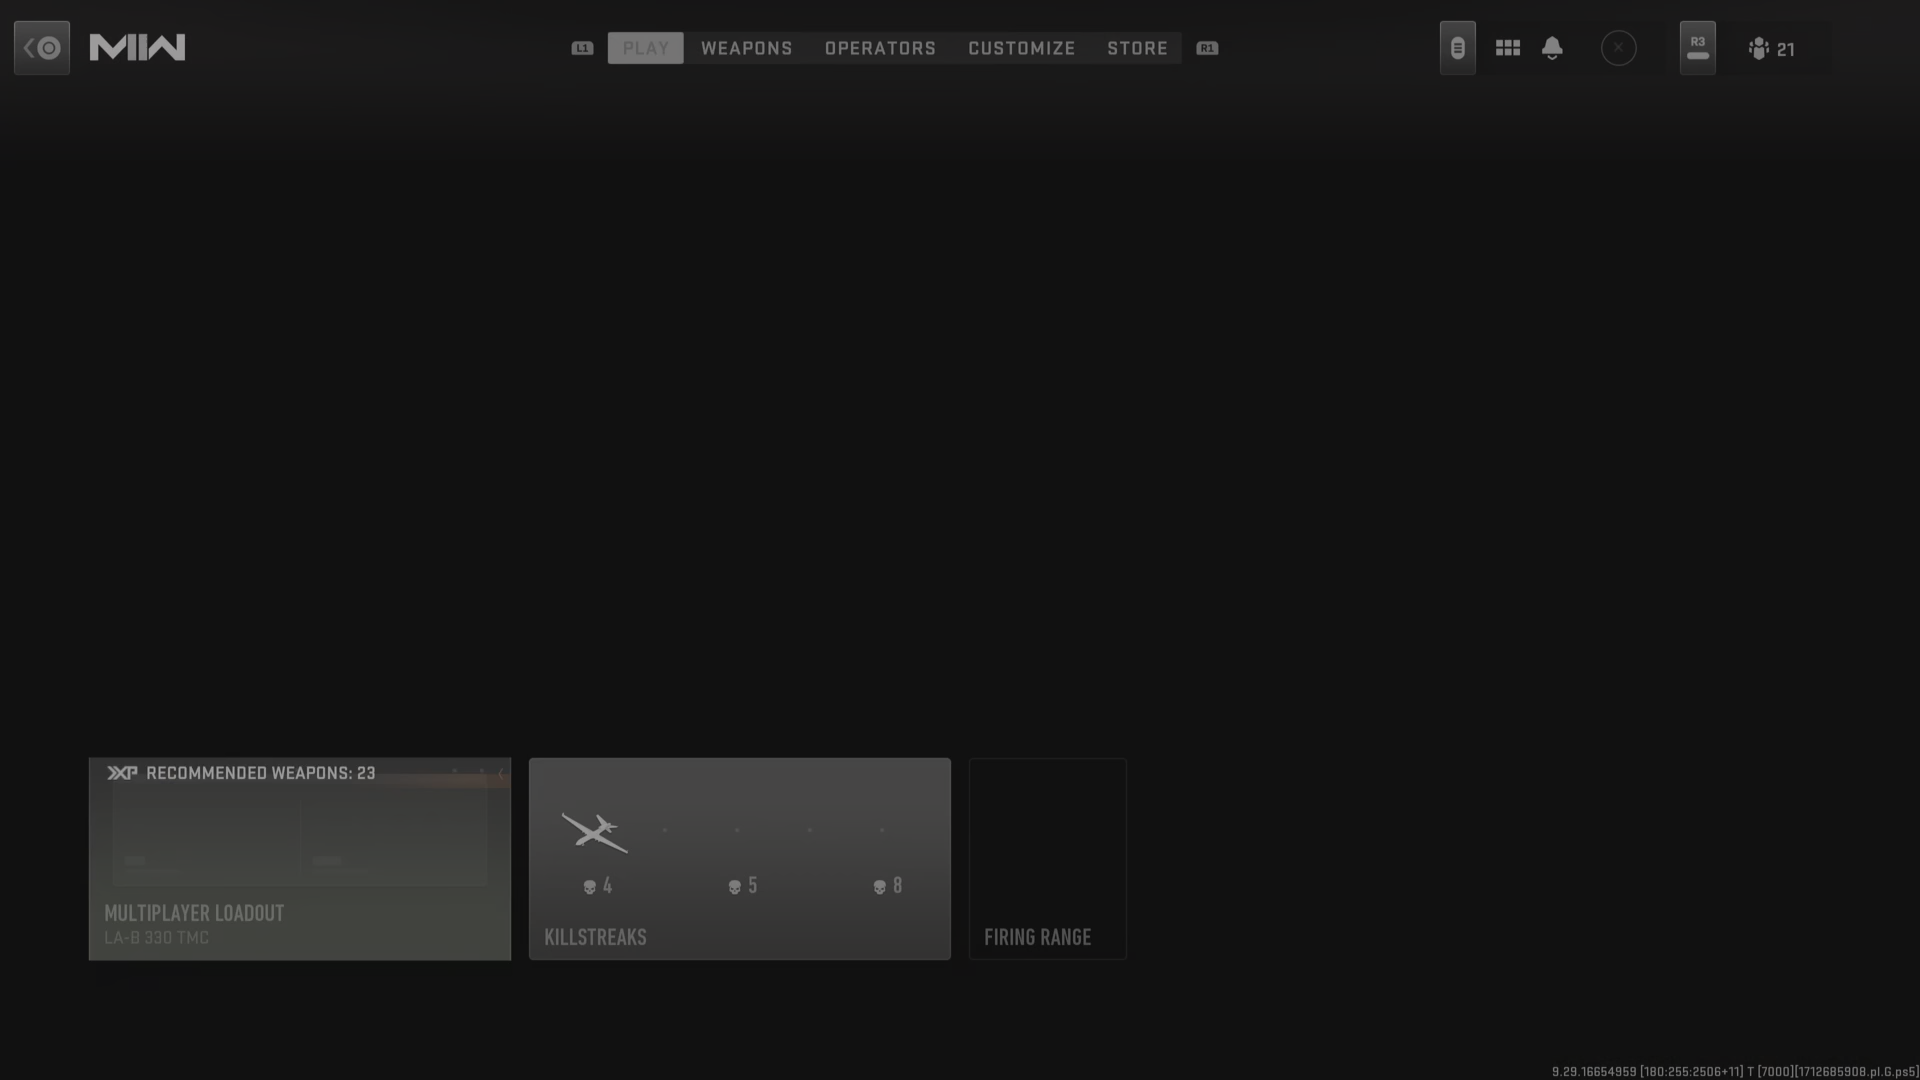 MW
L1 PLAY WEAPONS OPERATORS CUSTOMIZE STORE R1
R3
21
XP RECOMMENDED WEAPONS: 23
MULTIPLAYER LOADOUT
LA-B 330 TMC
4 5 8
KILLSTREAKS
FIRING RANGE
9.29.16654959 [180:255:2506+11] T [7000][1712685908.pl.G.ps5]